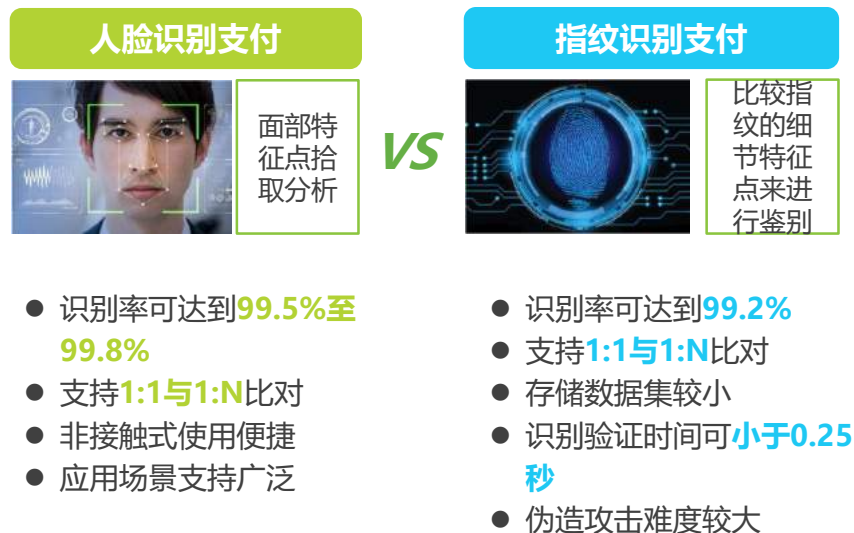 人脸识别支付
面部特
征点拾
取分析
VS
指纹识别支付
比较指
纹的细
节特征
点来进
行鉴别
● 识别率可达到99.5%至
99.8%
● 支持1:1与1:N比对
● 非接触式使用便捷
● 应用场景支持广泛
● 识别率可达到99.2%
● 支持1:1与1:N比对
● 存储数据集较小
● 识别验证时间可小于0.25
秒
● 伪造攻击难度较大